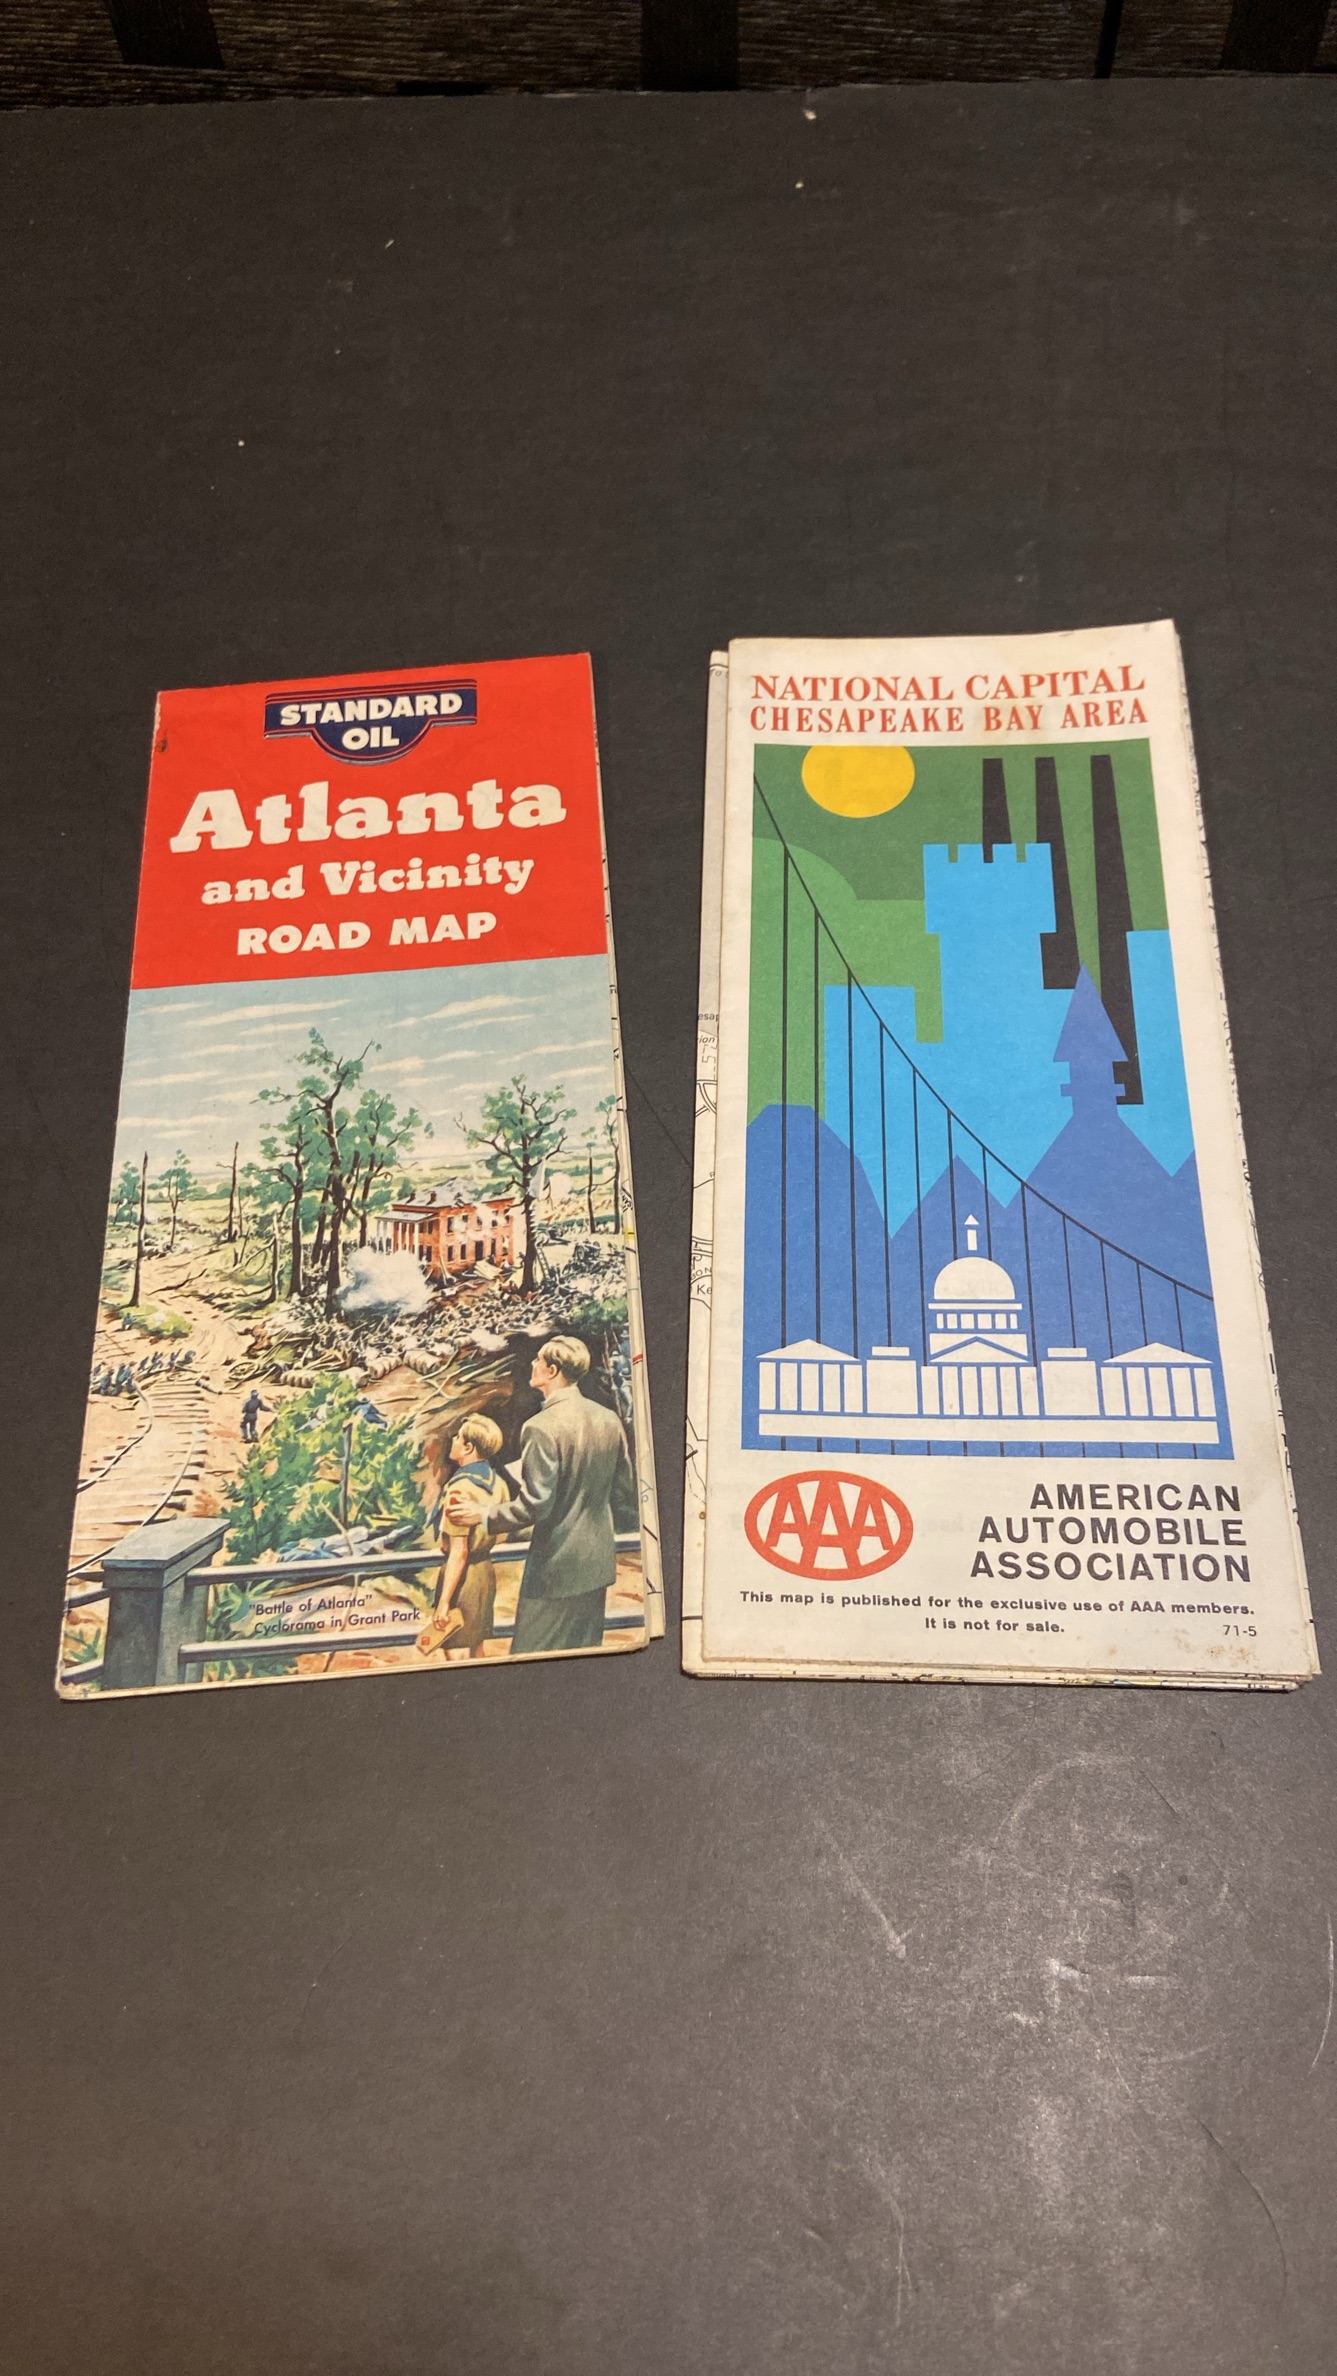 STANDARD
OIL
Atlanta
and Vicinity
ROAD MAP
"Battle of Atlanta"
Cyclorama in Grant Park
NATIONAL CAPITAL
CHESAPEAKE BAY AREA
AAA
AMERICAN
AUTOMOBILE
ASSOCIATION
This map is published for the exclusive use of AAA members.
It is not for sale.
71-5